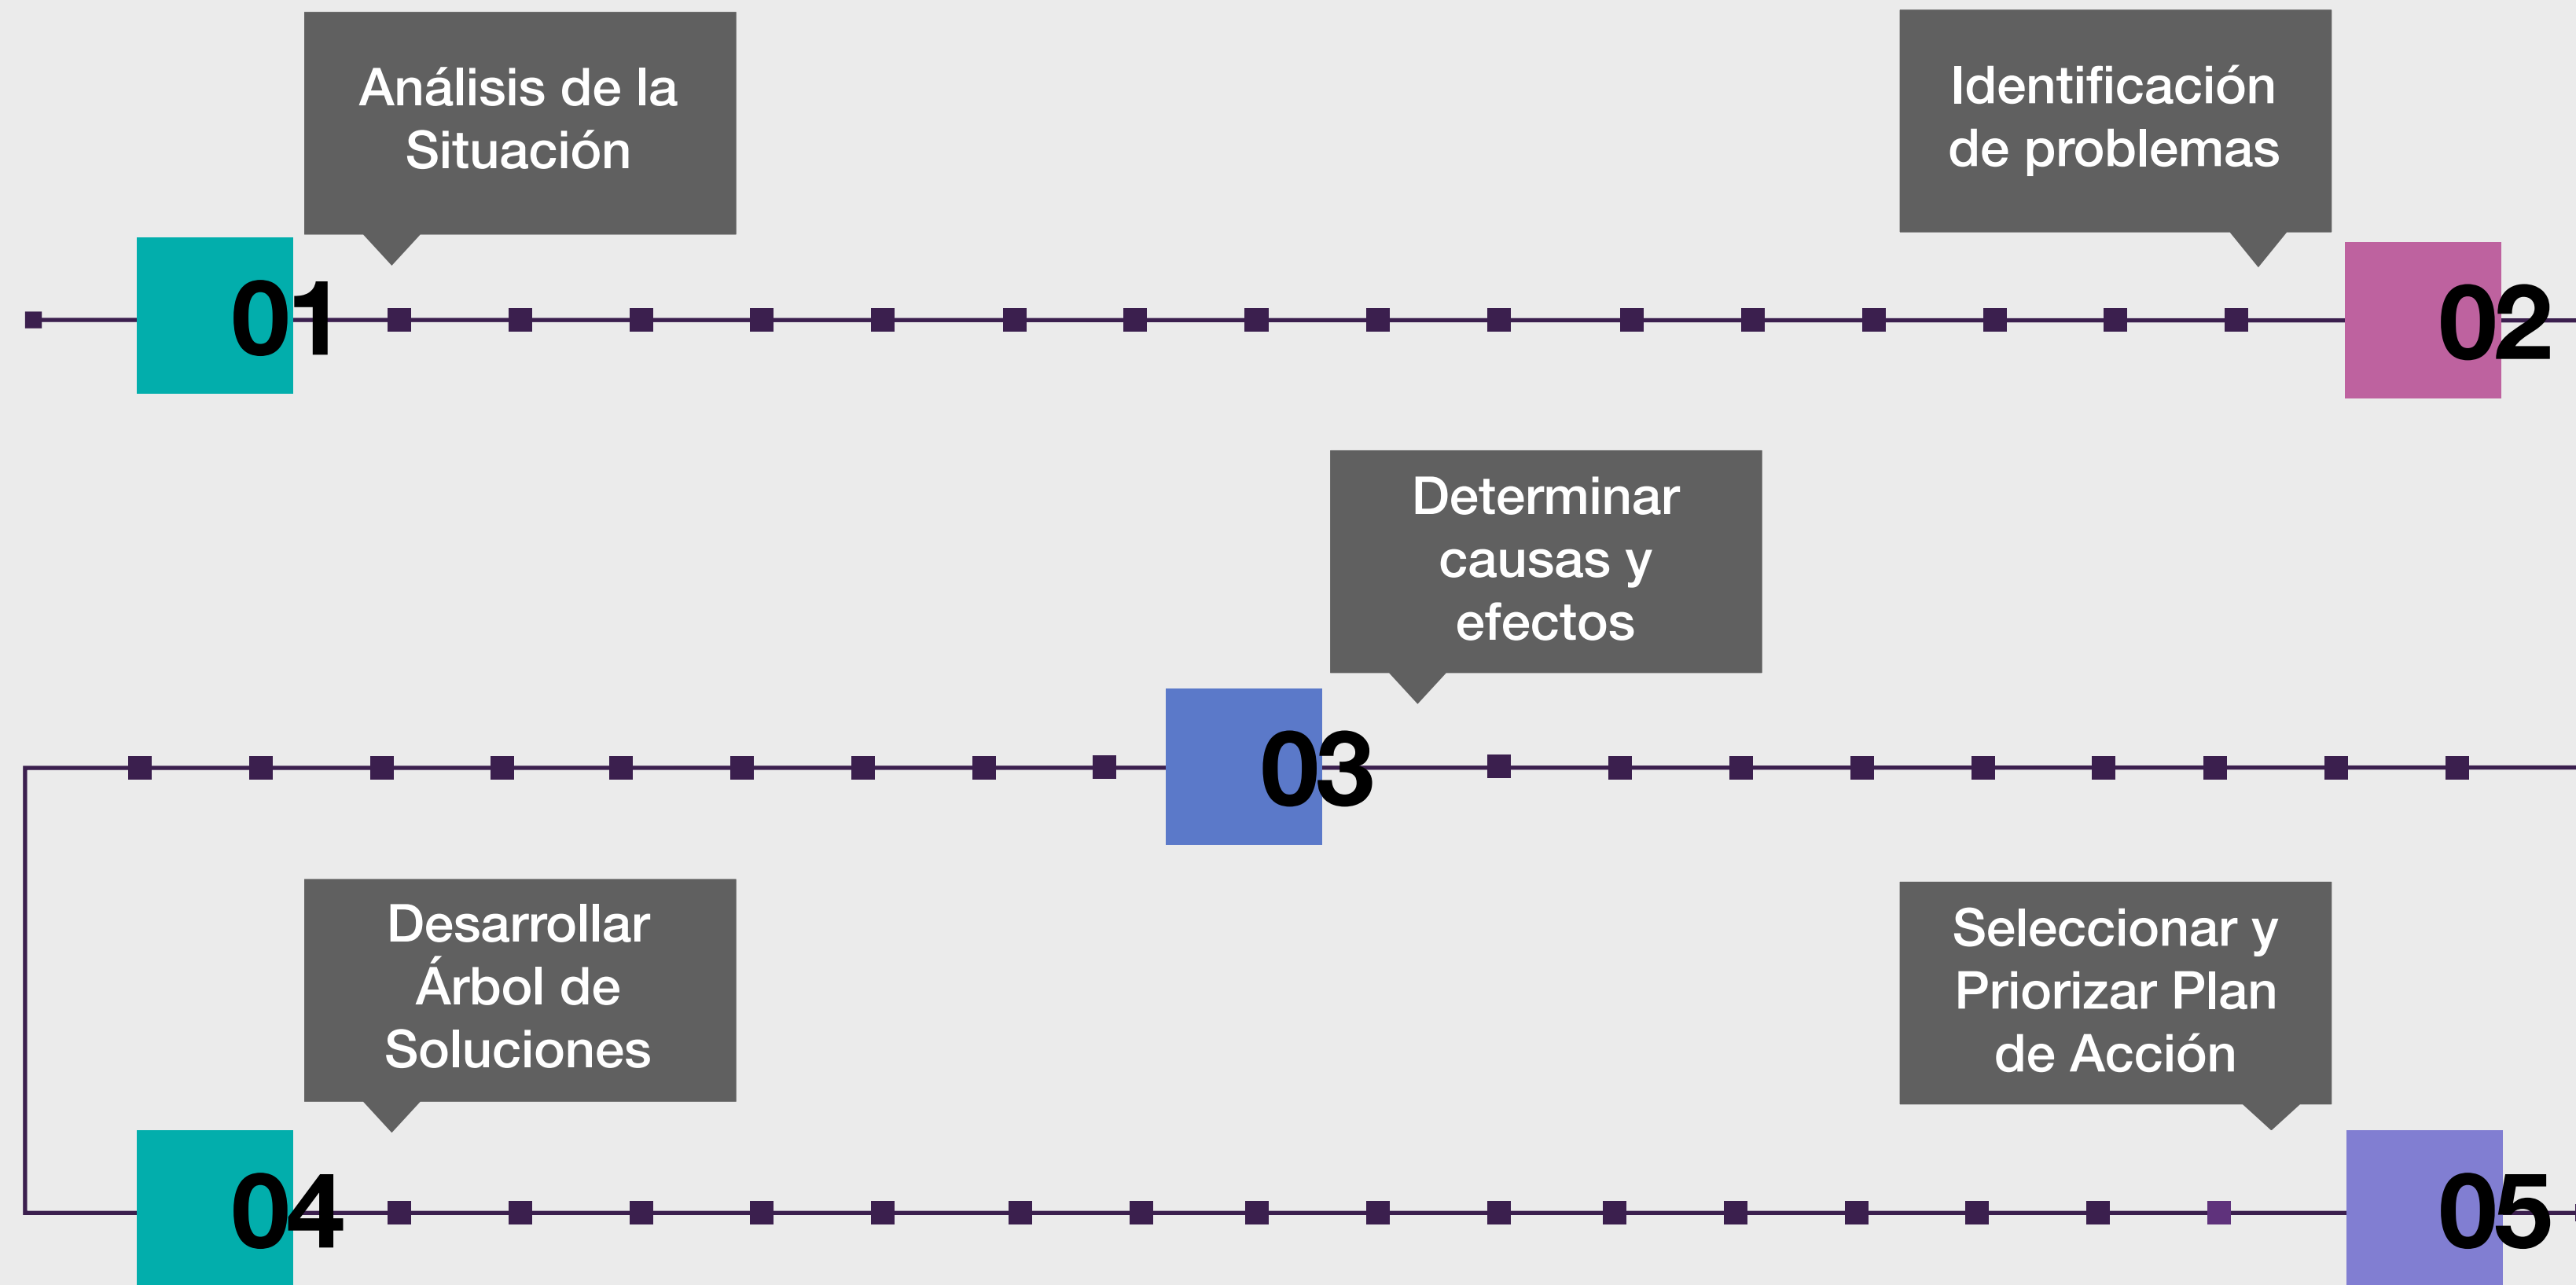 Análisis de la
Situación
01
Identificación
de problemas
02
Determinar
causas y
efectos
03
Desarrollar
Árbol de
Soluciones
04
Seleccionar y
Priorizar Plan
de Acción
05